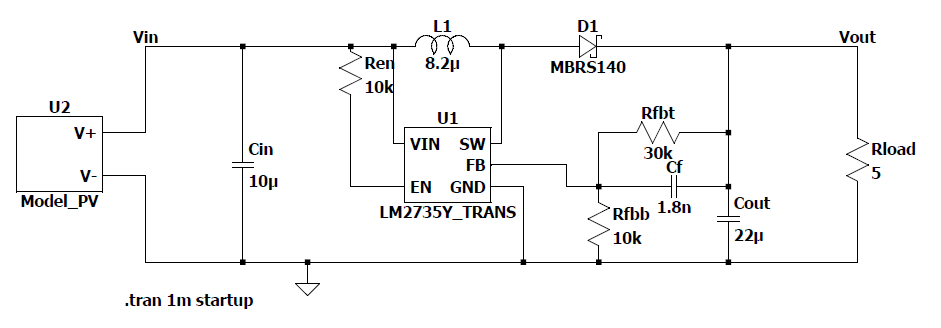 L1
D1
Vin
Vout
Ren
8.2µ
MBRS140
10k
U2
U1
Rfbt
V+
VIN
SW
Cin
30k
Rload
FB
Cf
5
V-
10µ
EN
GND
Model_PV
LM2735Y_TRANS
Rfbb
1.8n
Cout
10k
22µ
.tran 1m startup